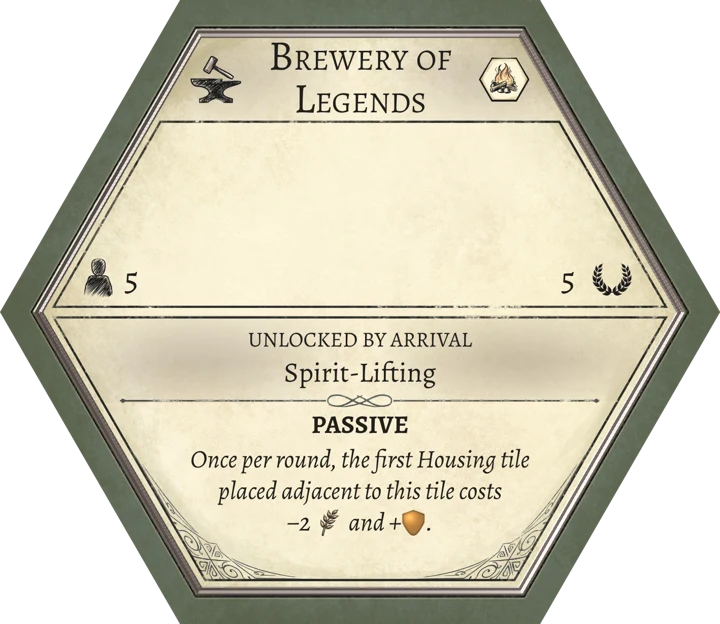 Brewery of
Legends
5
5
UNLOCKED BY ARRIVAL
Spirit-Lifting
PASSIVE
Once per round, the first Housing tile
placed adjacent to this tile costs
–2 and +.